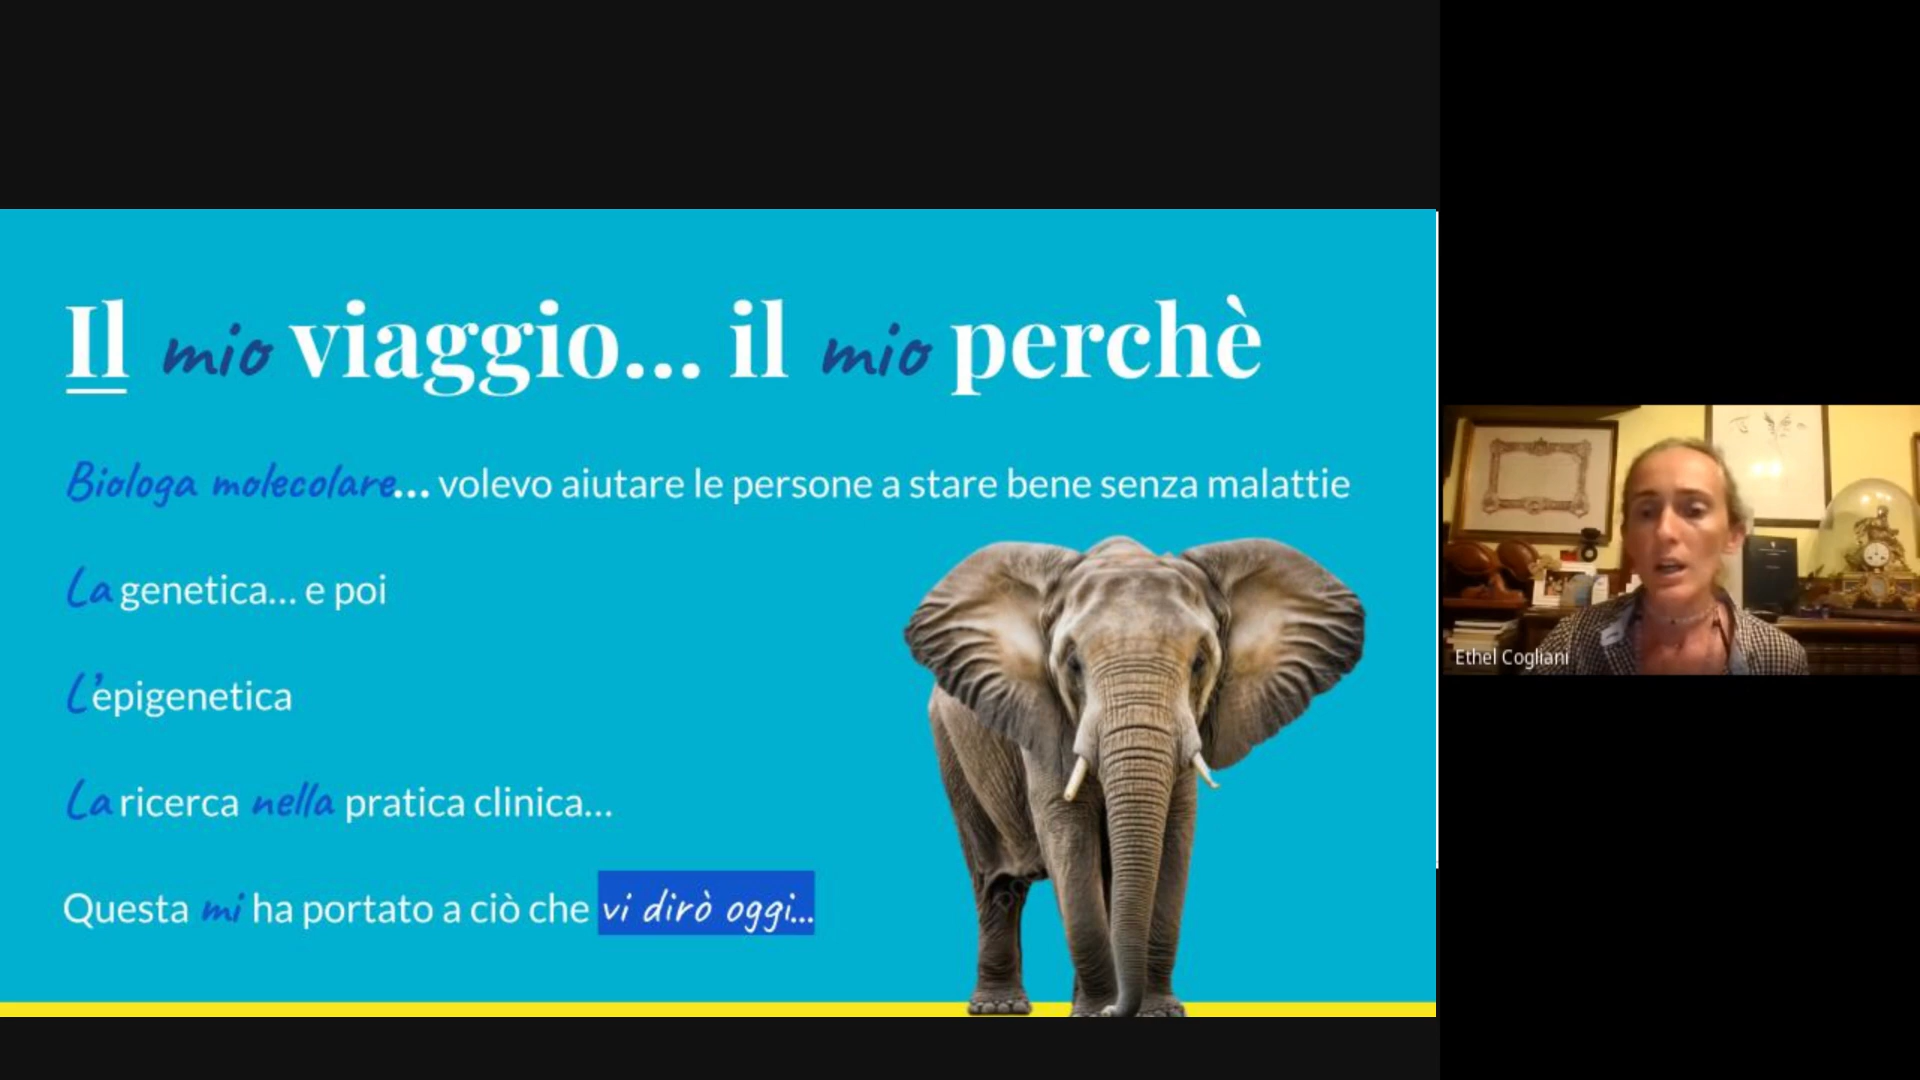 Il mio viaggio... il mio perchè
Biologa molecolare... volevo aiutare le persone a stare bene senza malattie
La genetica... e poi
L'epigenetica
La ricerca nella pratica clinica...
Questa mi ha portato a ciò che vi dirò oggi...
Ethel Cogliani